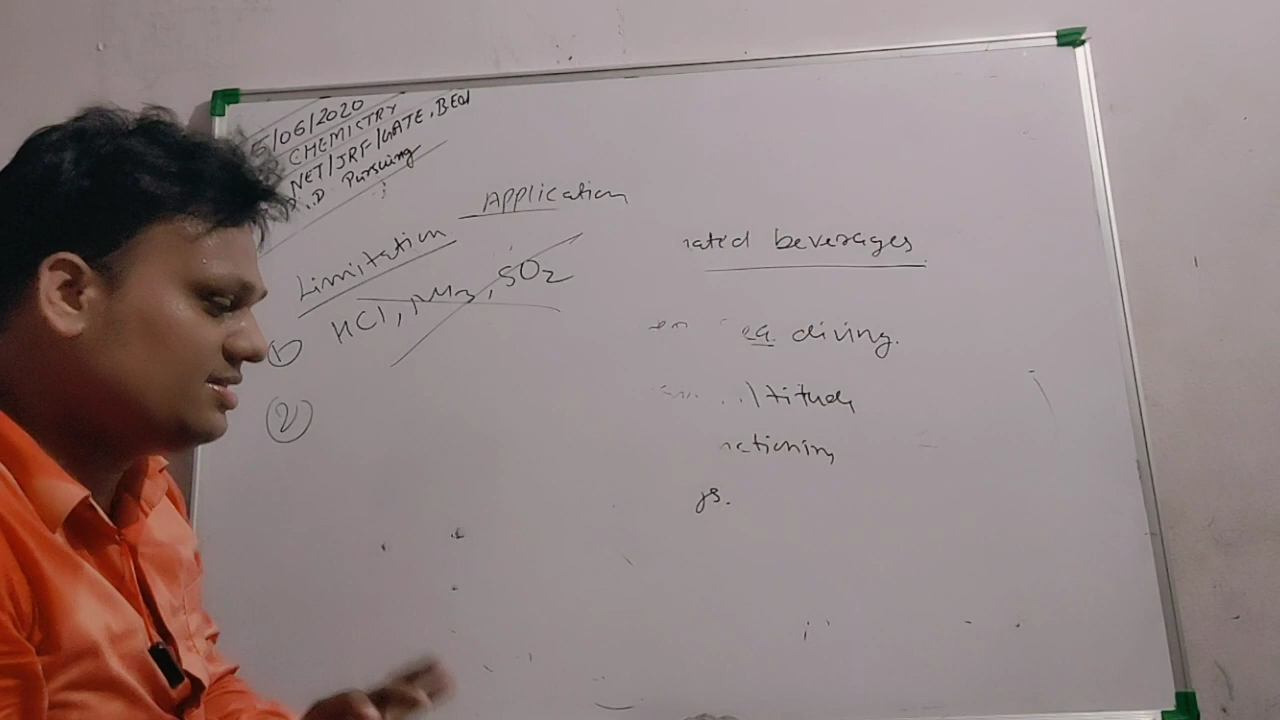 5/06/2020
CHEMISTRY
NET/JRF/GATE, BEd
.D Pursuing
Application
Limitation
1) HCl, NH3, SO2
2)
rated beverages
ea diving.
ltitude
nctioning
gs.